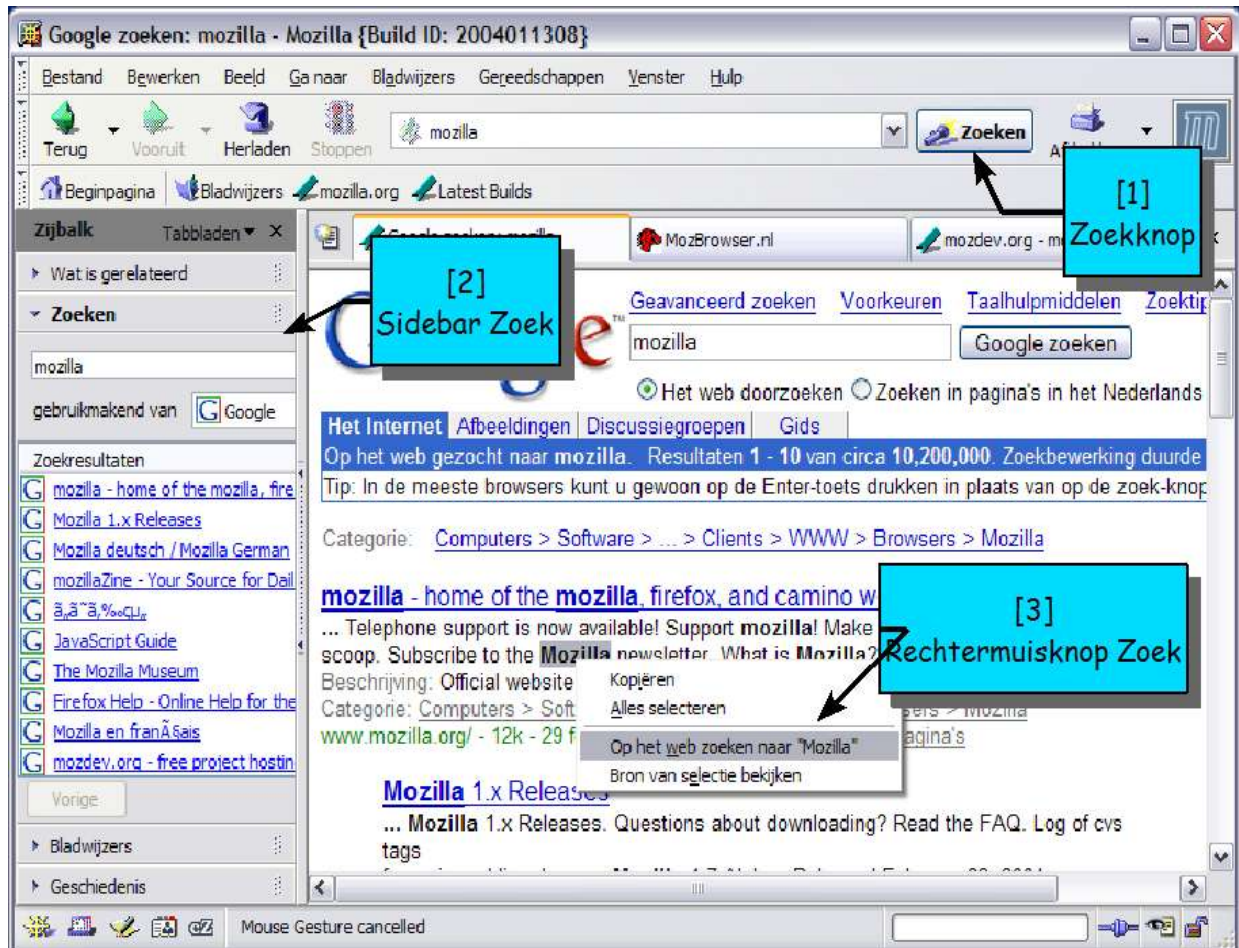 Google zoeken: mozilla - Mozilla {Build ID: 2004011308}
Bestand Bewerken Beeld Ga naar Bladwijzers Gereedschappen Venster Hulp
mozilla Zoeken
Terug Vooruit Herladen Stoppen
Beginpagina Bladwijzers mozilla.org Latest Builds
[1]
Zoekknop
Zijbalk Tabbladen X
MozBrowser.nl mozdev.org - m
Wat is gerelateerd
[2]
Sidebar Zoek
Geavanceerd zoeken Voorkeuren Taalhulpmiddelen Zoektip
Zoeken
mozilla Google zoeken
mozilla
Het web doorzoeken Zoeken in pagina's in het Nederlands
gebruikmakend van Google
Het Internet Afbeeldingen Discussiegroepen Gids
Op het web gezocht naar mozilla. Resultaten 1 - 10 van circa 10,200,000. Zoekbewerking duurde
Tip: In de meeste browsers kunt u gewoon op de Enter-toets drukken in plaats van op de zoek-knop
Zoekresultaten
mozilla - home of the mozilla, fire
Mozilla 1.x Releases
Mozilla deutsch / Mozilla German
mozillaZine - Your Source for Dail
JavaScript Guide
The Mozilla Museum
Firefox Help - Online Help for the
Mozilla en franÃ§ais
mozdev.org - free project hostin
Vorige
Bladwijzers
Geschiedenis
Categorie: Computers > Software > ... > Clients > WWW > Browsers > Mozilla
mozilla - home of the mozilla, firefox, and camino w
... Telephone support is now available! Support mozilla! Make
scoop. Subscribe to the Mozilla newsletter. What is Mozilla?
Beschrijving: Official website
Categorie: Computers > Soft
www.mozilla.org/ - 12k - 29 f
agina's
[3]
Rechtermuisknop Zoek
Kopiëren
Alles selecteren
Op het web zoeken naar "Mozilla"
Bron van selectie bekijken
Mozilla 1.x Releases
... Mozilla 1.x Releases. Questions about downloading? Read the FAQ. Log of cvs
tags
Mouse Gesture cancelled